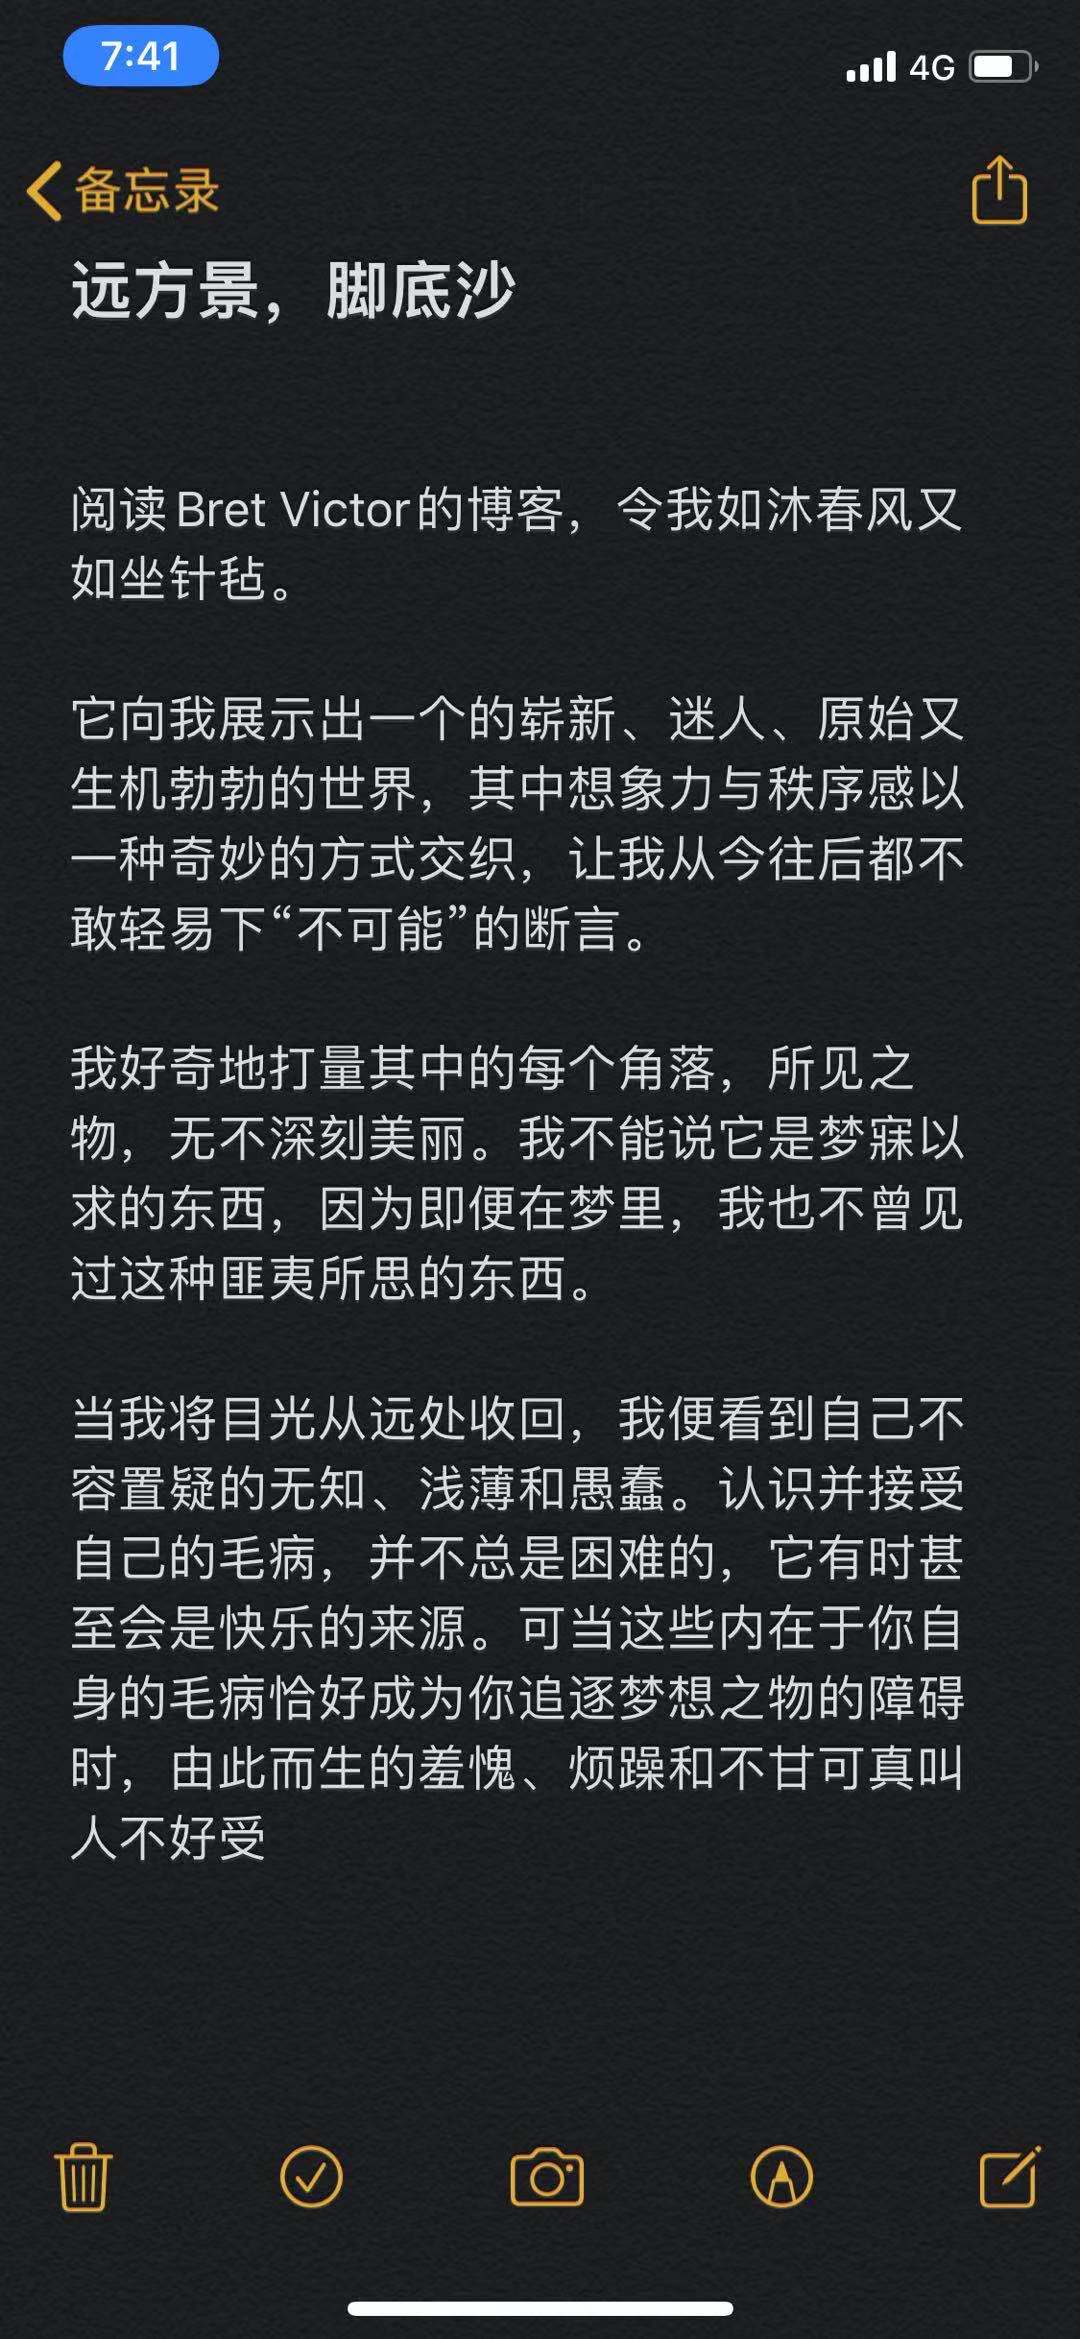 7:41
4G
备忘录
远方景，脚底沙
阅读Bret Victor的博客，令我如沐春风又
如坐针毡。
它向我展示出一个的崭新、迷人、原始又
生机勃勃的世界，其中想象力与秩序感以
一种奇妙的方式交织，让我从今往后都不
敢轻易下“不可能”的断言。
我好奇地打量其中的每个角落，所见之
物，无不深刻美丽。我不能说它是梦寐以
求的东西，因为即便在梦里，我也不曾见
过这种匪夷所思的东西。
当我将目光从远处收回，我便看到自己不
容置疑的无知、浅薄和愚蠢。认识并接受
自己的毛病，并不总是困难的，它有时甚
至会是快乐的来源。可当这些内在于你自
身的毛病恰好成为你追逐梦想之物的障碍
时，由此而生的羞愧、烦躁和不甘可真叫
人不好受